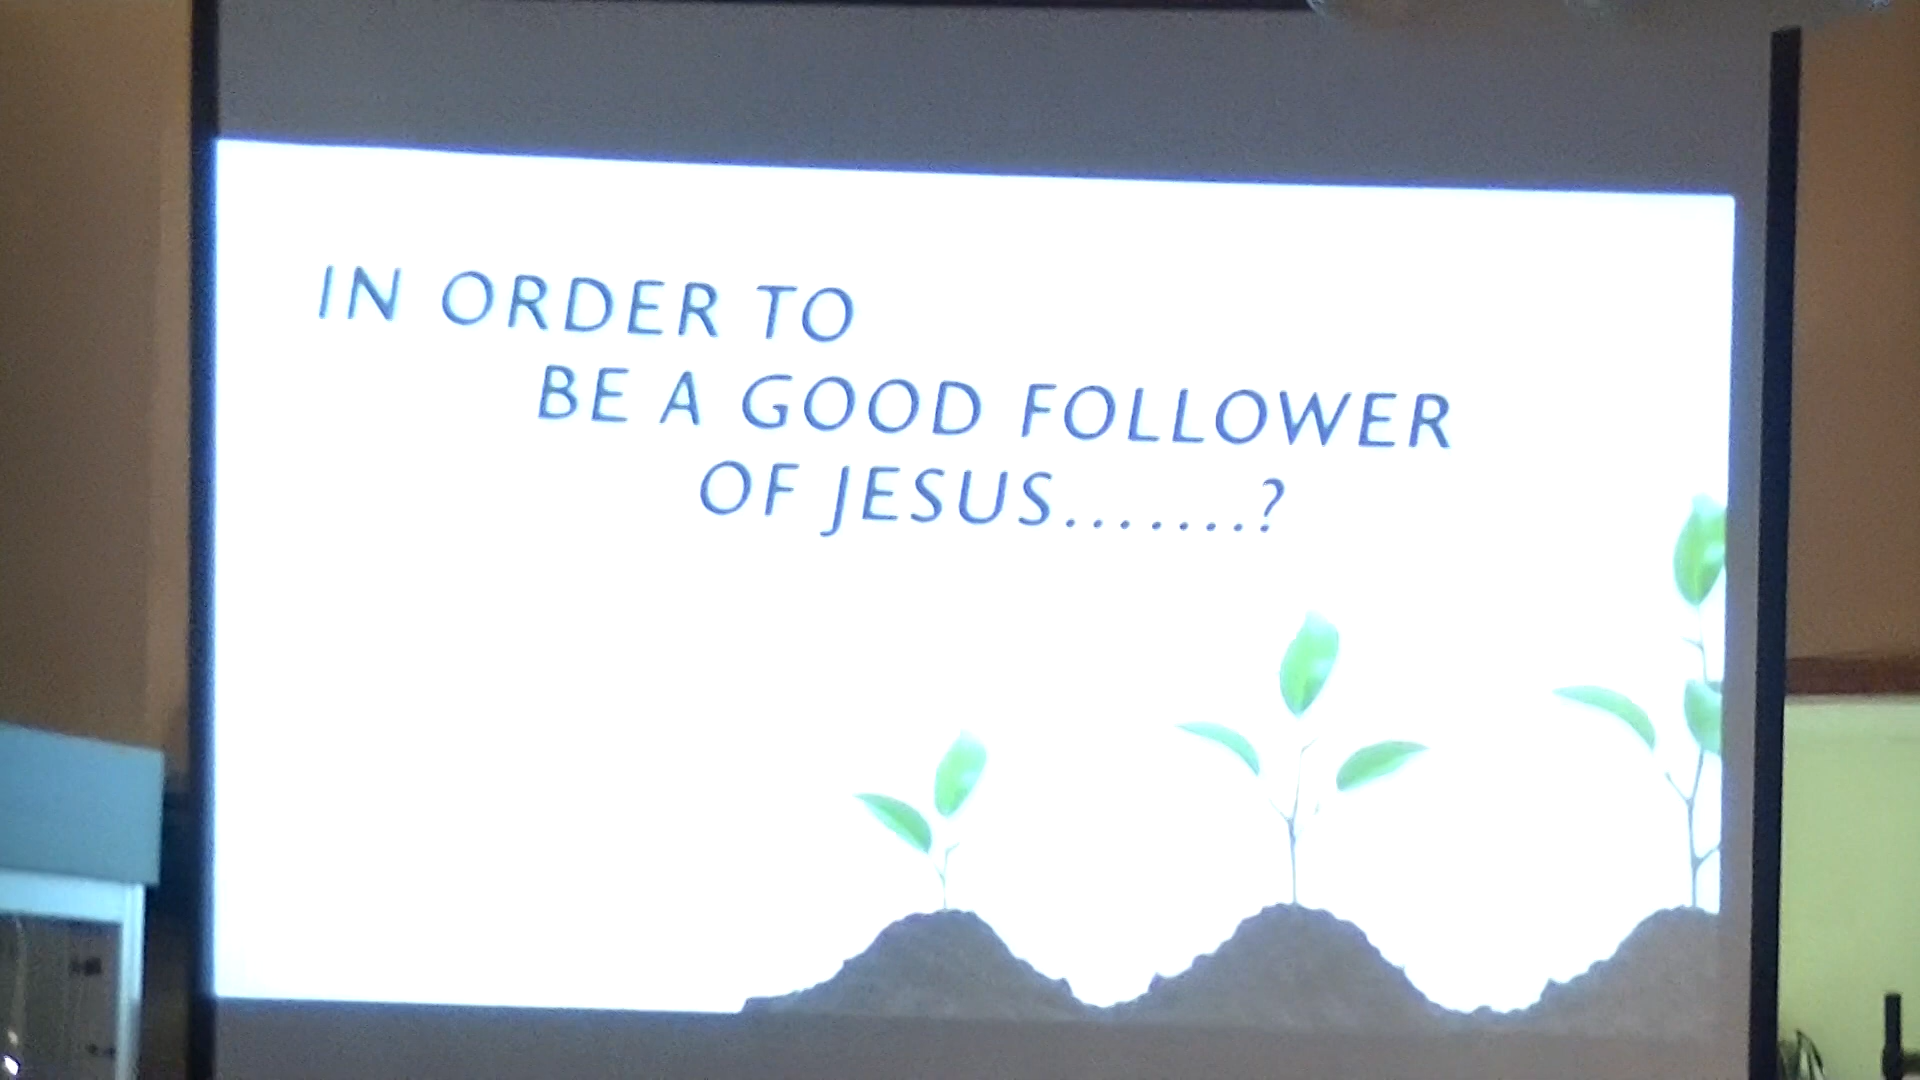 IN ORDER TO
BE A GOOD FOLLOWER
OF JESUS.......?